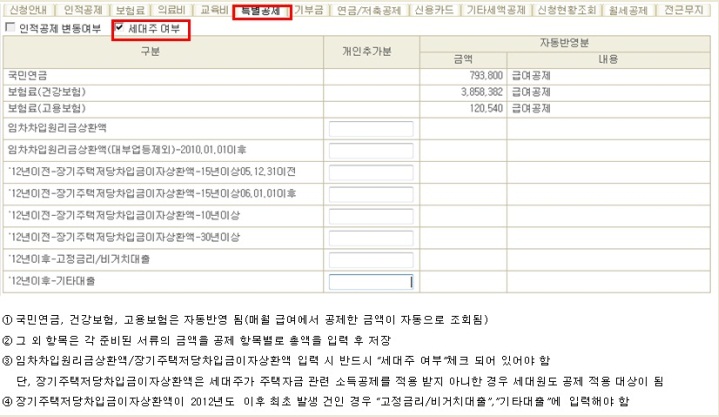 신청안내 인적공제 보험료 의료비 교육비 특별공제 기부금 연금/저축공제 신용카드 기타세액공제 신청현황조회 월세공제 전근무지
인적공제 변동여부 세대주 여부
구분 개인추가분 자동반영분
금액 내용
국민연금 793,800 급여공제
보험료(건강보험) 3,858,382 급여공제
보험료(고용보험) 120,540 급여공제
임차차입원리금상환액
임차차입원리금상환액(대부업등제외)-2010.01.01이후
'12년이전-장기주택저당차입금이자상환액-15년이상05.12.31이전
'12년이전-장기주택저당차입금이자상환액-15년이상06.01.01이후
'12년이전-장기주택저당차입금이자상환액-10년이상
'12년이전-장기주택저당차입금이자상환액-30년이상
'12년이후-고정금리/비거치대출
'12년이후-기타대출
① 국민연금, 건강보험, 고용보험은 자동반영 됨(매월 급여에서 공제한 금액이 자동으로 조회됨)
② 그 외 항목은 각 준비된 서류의 금액을 공제 항목별로 총액을 입력 후 저장
③ 임차차입원리금상환액/장기주택저당차입금이자상환액 입력 시 반드시 "세대주 여부"체크 되어 있어야 함
단, 장기주택저당차입금이자상환액은 세대주가 주택자금 관련 소득공제를 적용 받지 아니한 경우 세대원도 공제 적용 대상이 됨
④ 장기주택저당차입금이자상환액이 2012년도 이후 최초 발생 건인 경우 "고정금리/비거치대출","기타대출"에 입력해야 함